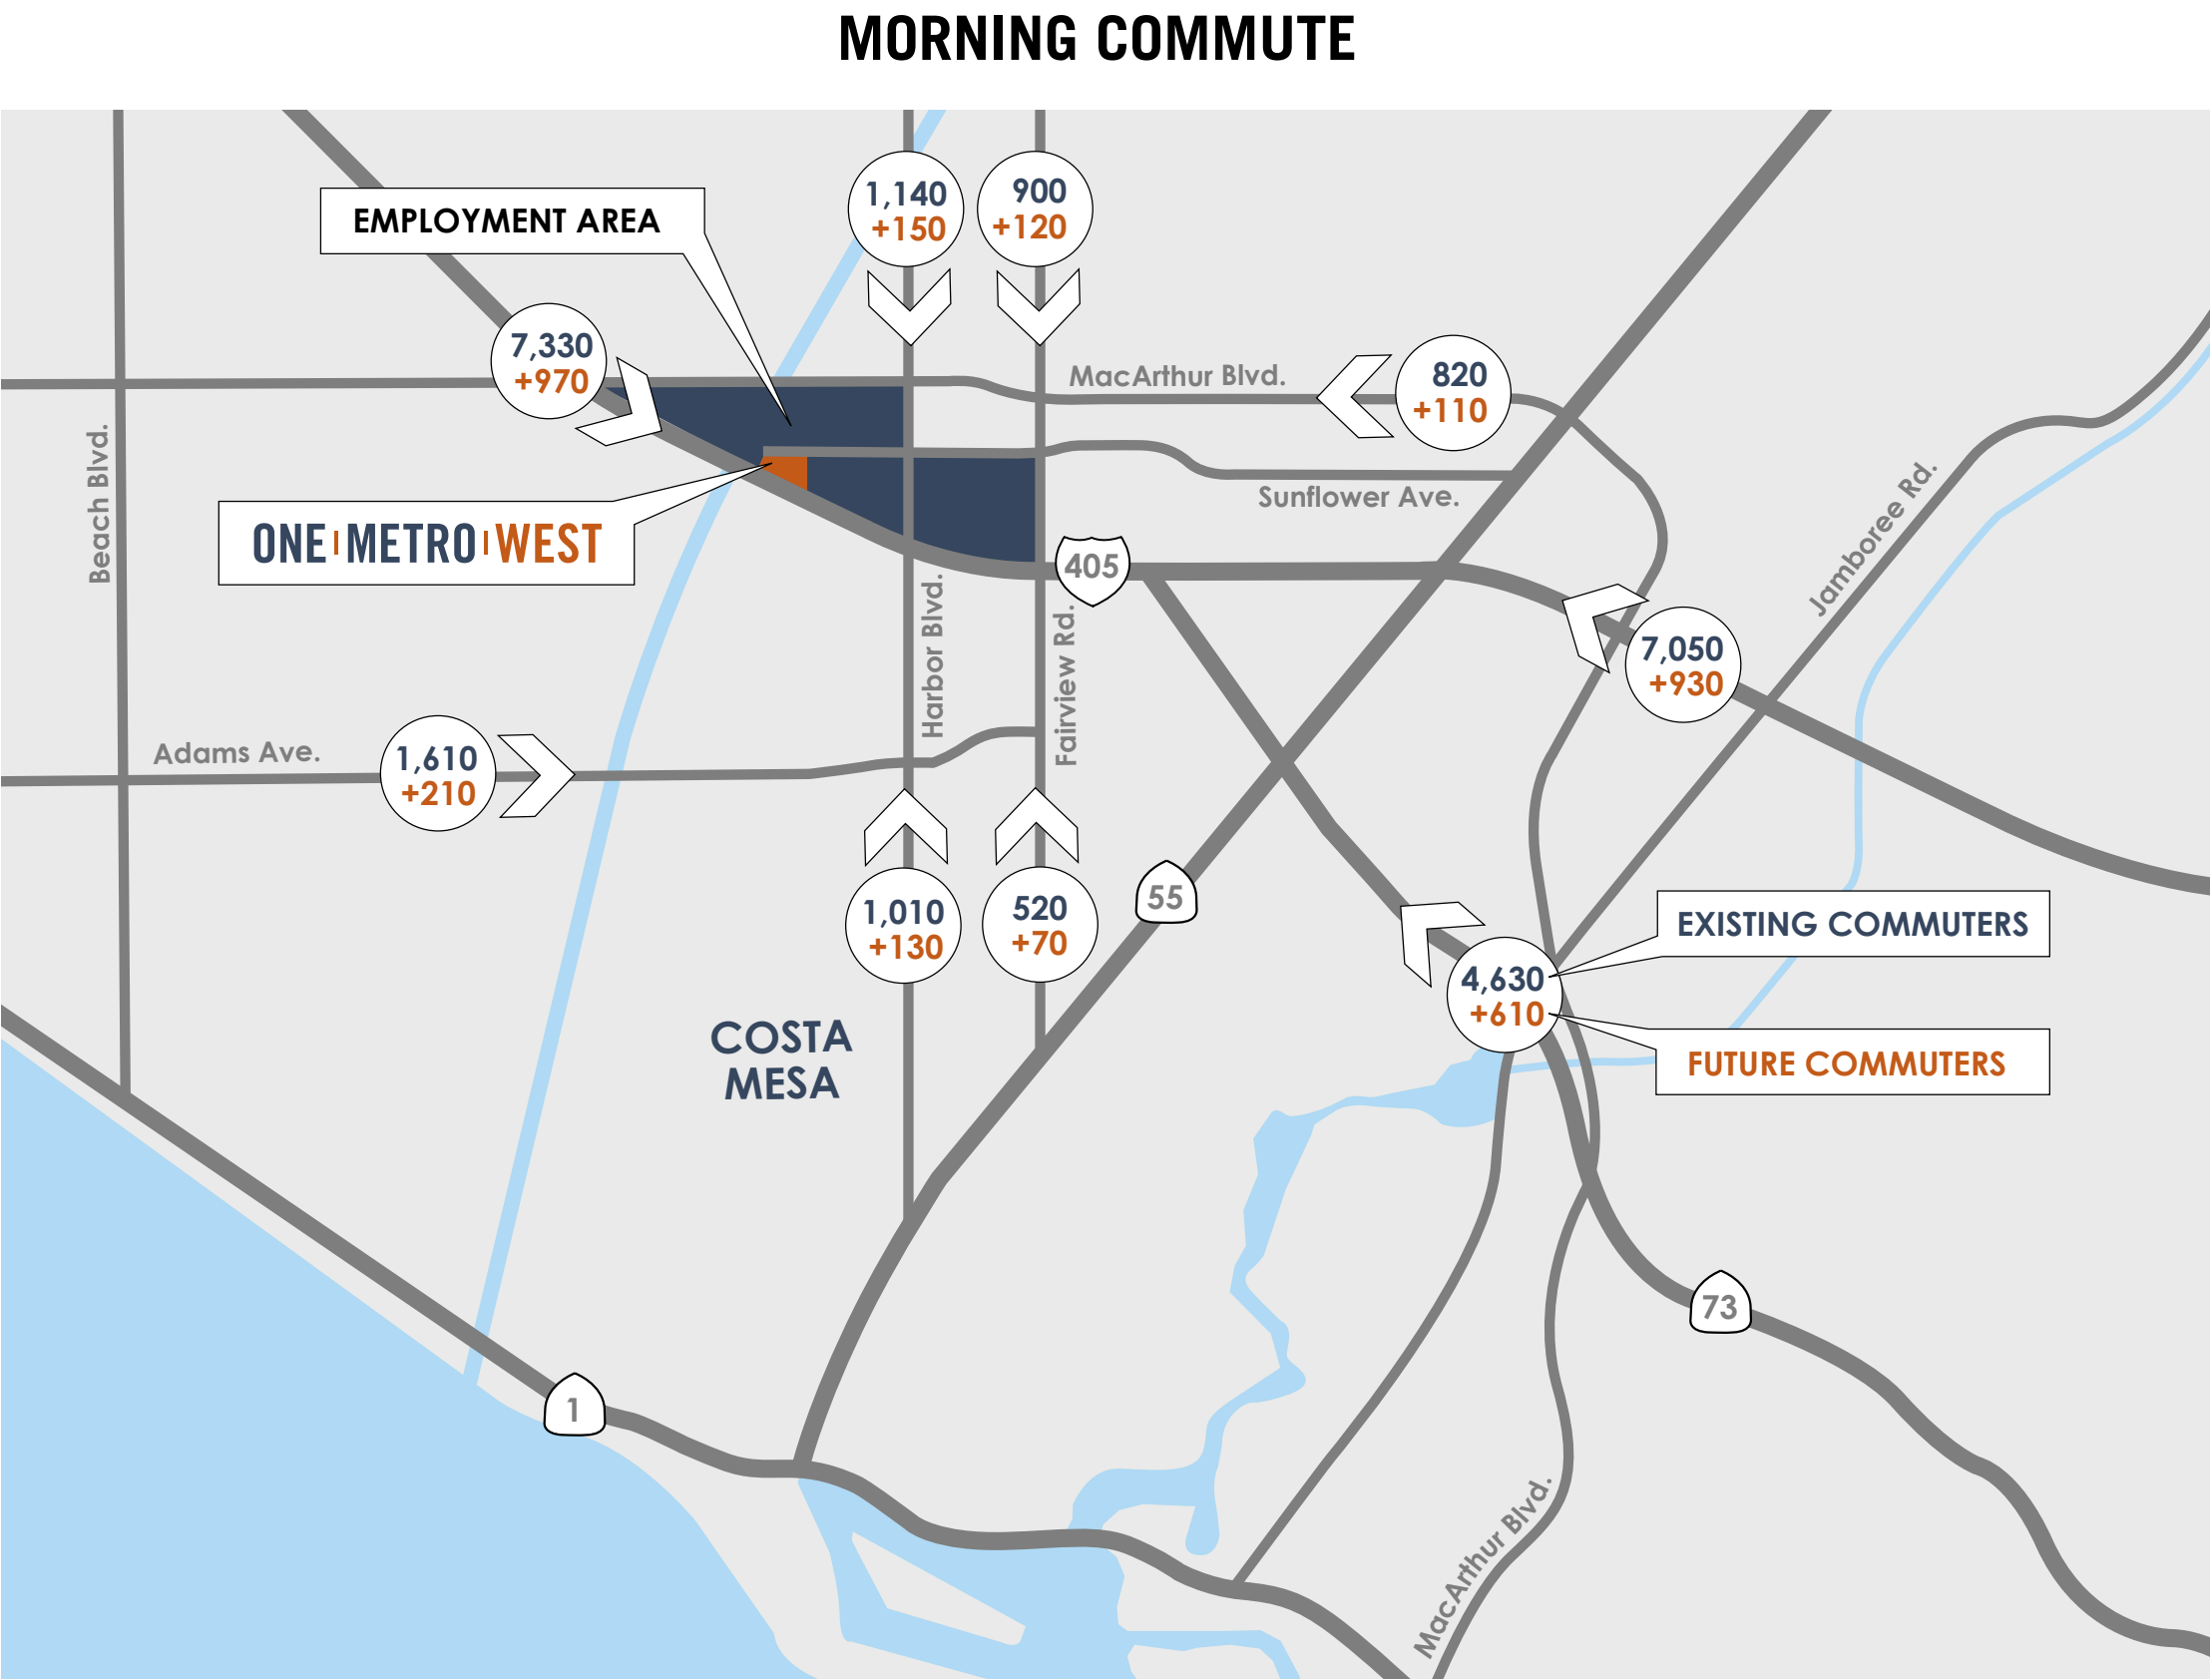 MORNING COMMUTE
1,140
+150
900
+120
EMPLOYMENT AREA
7,330
+970
MacArthur Blvd.
820
+110
Sunflower Ave.
ONE METRO WEST
Beach Blvd.
405
Jamboree Rd.
Harbor Blvd.
Fairview Rd.
7,050
+930
Adams Ave.
1,610
+210
1,010
+130
520
+70
55
EXISTING COMMUTERS
4,630
+610
FUTURE COMMUTERS
COSTA
MESA
73
1
MacArthur Blvd.